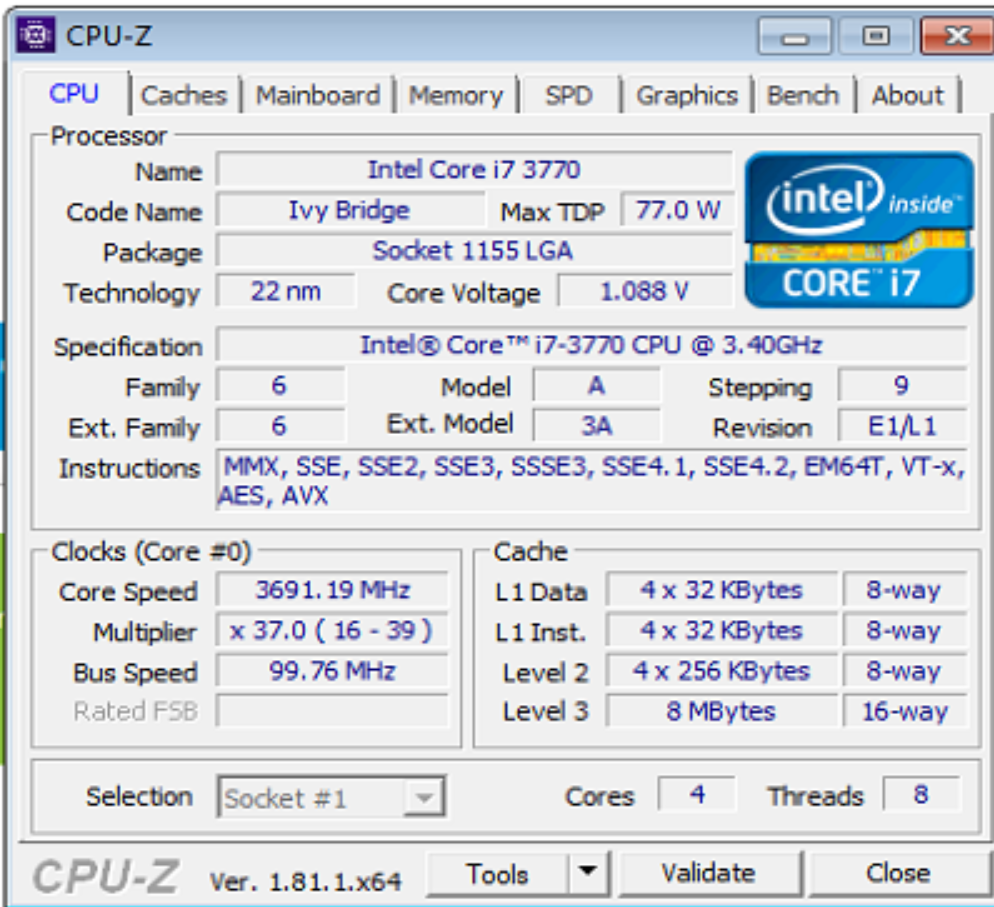 CPU-Z
CPU Caches Mainboard Memory SPD Graphics Bench About
Processor
Name Intel Core i7 3770
Code Name Ivy Bridge Max TDP 77.0 W
Package Socket 1155 LGA
Technology 22 nm Core Voltage 1.088 V
intel inside™
CORE™ i7
Specification Intel® Core™ i7-3770 CPU @ 3.40GHz
Family 6 Model A Stepping 9
Ext. Family 6 Ext. Model 3A Revision E1/L1
Instructions MMX, SSE, SSE2, SSE3, SSSE3, SSE4.1, SSE4.2, EM64T, VT-x,
AES, AVX
Clocks (Core #0)
Core Speed 3691.19 MHz
Multiplier x 37.0 ( 16 - 39 )
Bus Speed 99.76 MHz
Rated FSB
Cache
L1 Data 4 x 32 KBytes 8-way
L1 Inst. 4 x 32 KBytes 8-way
Level 2 4 x 256 KBytes 8-way
Level 3 8 MBytes 16-way
Selection Socket #1 Cores 4 Threads 8
CPU-Z Ver. 1.81.1.x64 Tools Validate Close